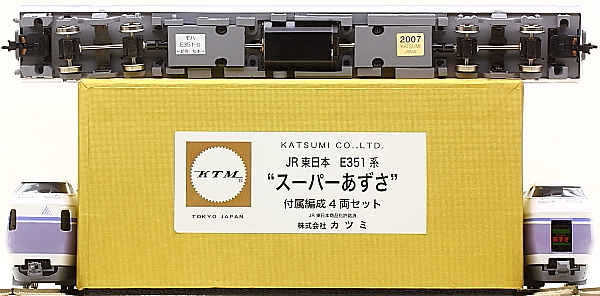 モハ
E351-0
2007
KATSUMI
JAPAN
KATSUMI CO.,LTD.
JR東日本 E351系
“スーパーあずさ”
付属編成4両セット
JR東日本商品化許諾済
株式会社 カツミ
KTM
TOKYO JAPAN
あずさ